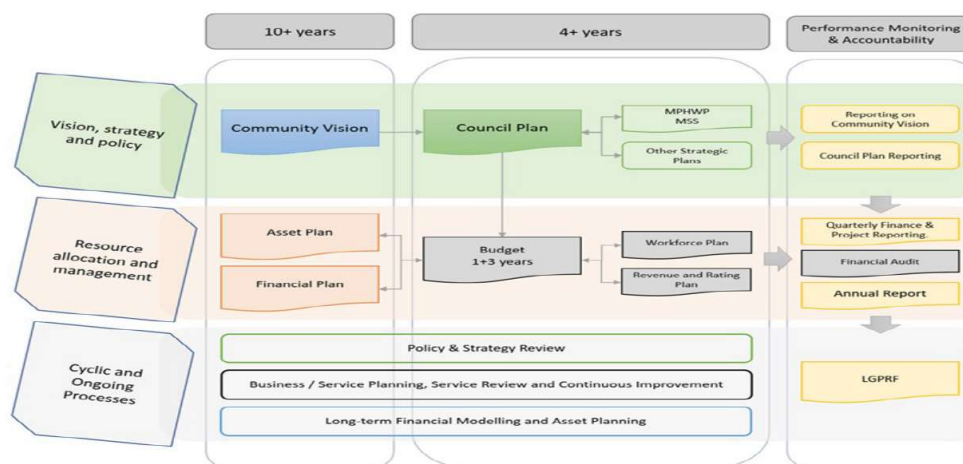 10+ years
4+ years
Performance Monitoring
& Accountability
Vision, strategy
and policy
Community Vision
Council Plan
MPHWP
MSS
Other Strategic
Plans
Reporting on
Community Vision
Council Plan Reporting
Resource
allocation and
management
Asset Plan
Financial Plan
Budget
1+3 years
Workforce Plan
Revenue and Rating
Plan
Quarterly Finance &
Project Reporting.
Financial Audit
Annual Report
Cyclic and
Ongoing
Processes
Policy & Strategy Review
Business / Service Planning, Service Review and Continuous Improvement
Long-term Financial Modelling and Asset Planning
LGPRF